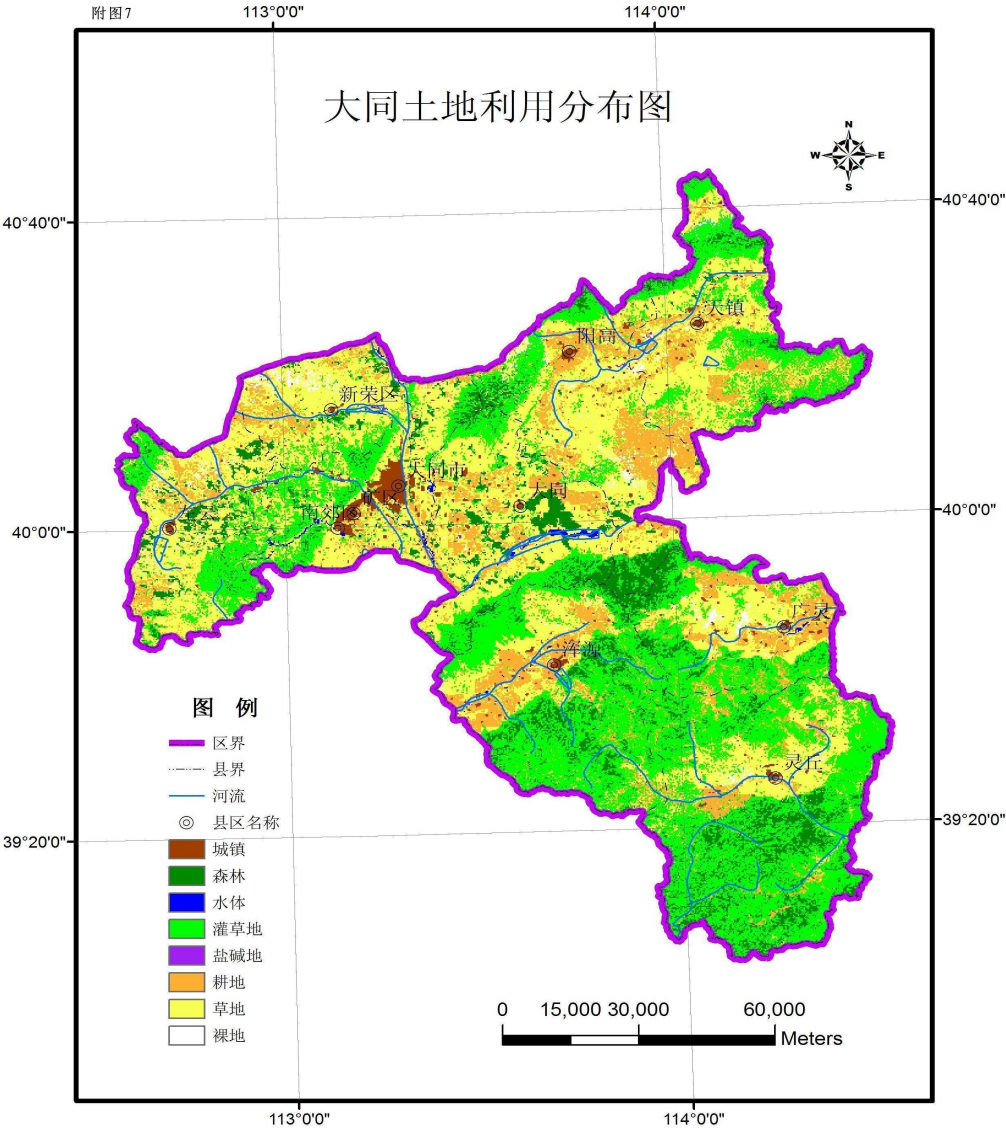 附图7
113°0'0"
114°0'0"
大同土地利用分布图
N
W
E
S
40°40'0"
40°40'0"
天镇
阳高
新荣区
大同市
矿区
南郊区
大同
左云
40°0'0"
40°0'0"
广灵
浑源
灵丘
图 例
区界
县界
河流
县区名称
城镇
森林
水体
灌草地
盐碱地
耕地
草地
裸地
39°20'0"
39°20'0"
0 15,000 30,000 60,000
Meters
113°0'0"
114°0'0"